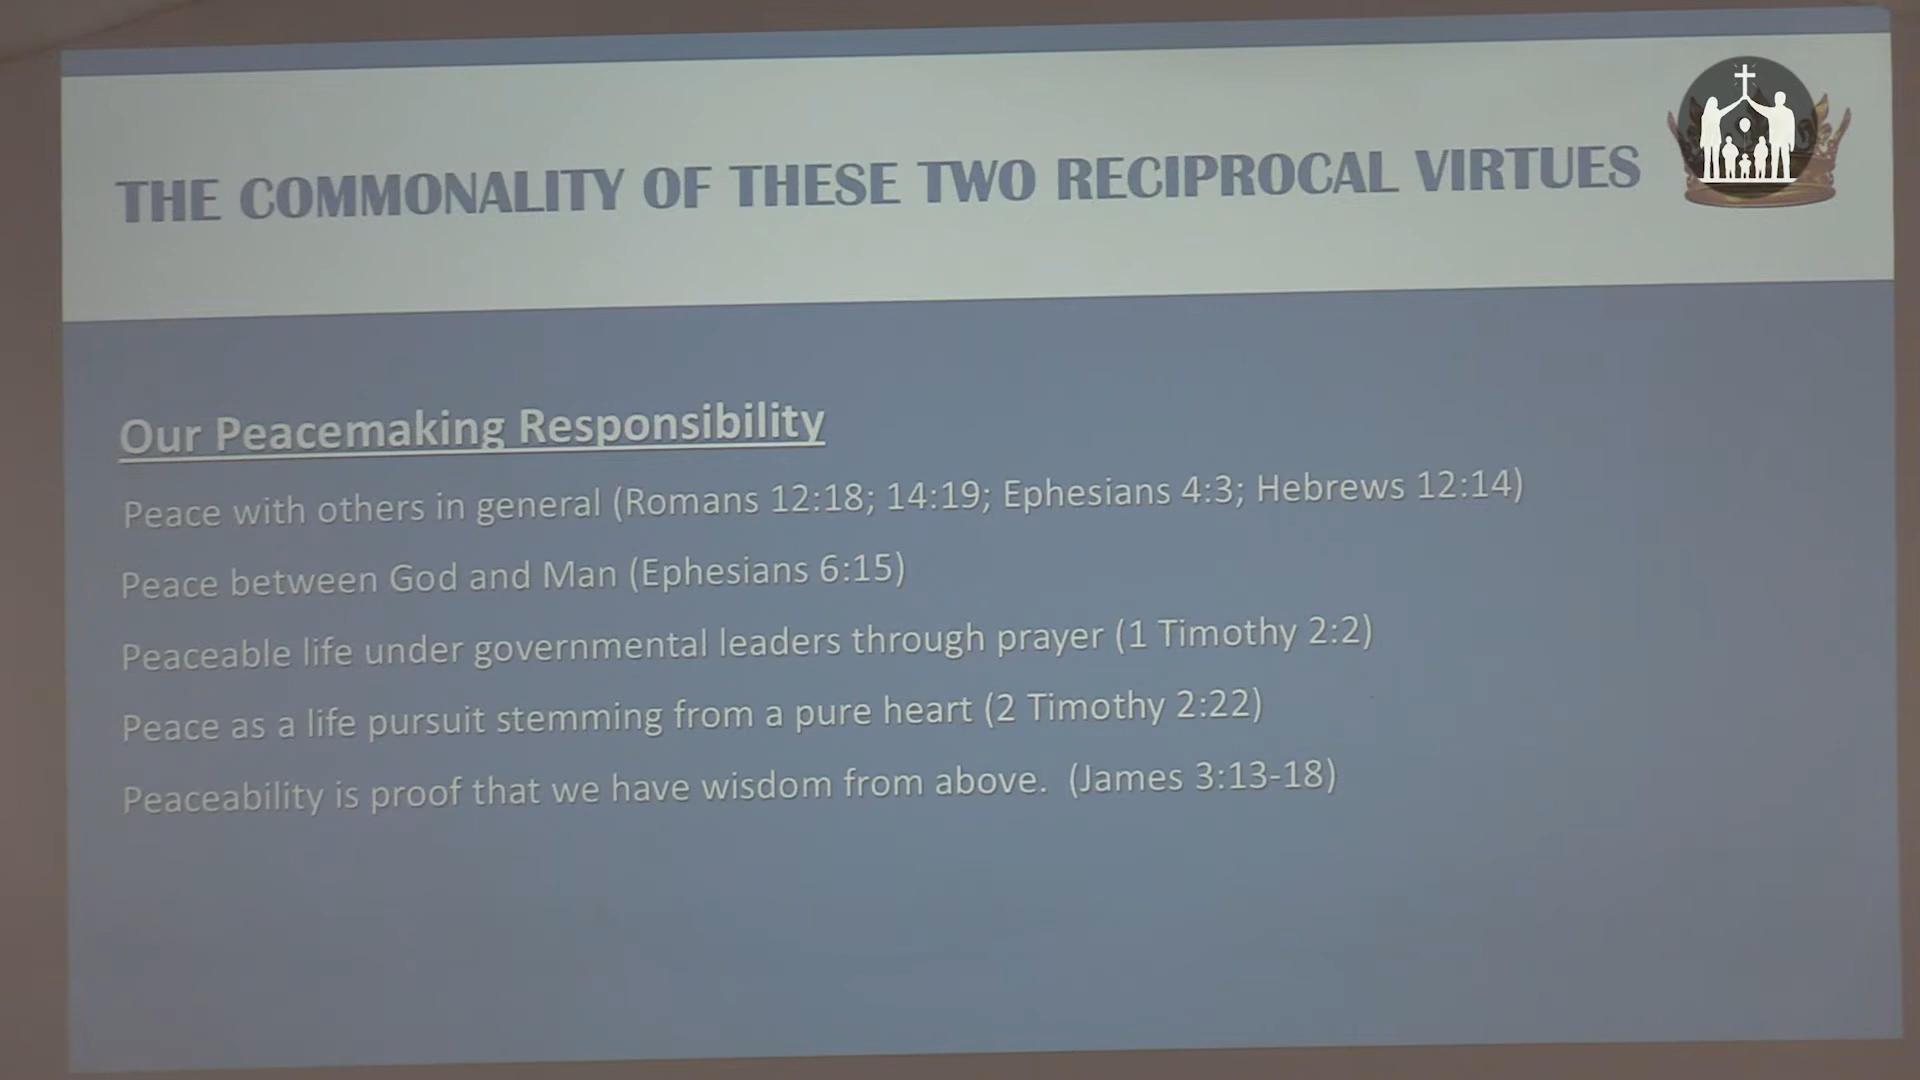 THE COMMONALITY OF THESE TWO RECIPROCAL VIRTUES
Our Peacemaking Responsibility
Peace with others in general (Romans 12:18; 14:19; Ephesians 4:3; Hebrews 12:14)
Peace between God and Man (Ephesians 6:15)
Peaceable life under governmental leaders through prayer (1 Timothy 2:2)
Peace as a life pursuit stemming from a pure heart (2 Timothy 2:22)
Peaceability is proof that we have wisdom from above.  (James 3:13-18)